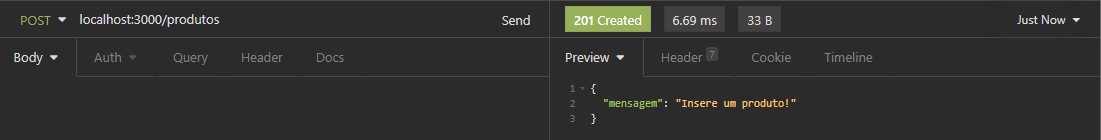 POST localhost:3000/produtos Send 201 Created 6.69 ms 33 B Just Now
Body Auth Query Header Docs Preview Header 7 Cookie Timeline
1 {
2 "mensagem": "Insere um produto!"
3 }